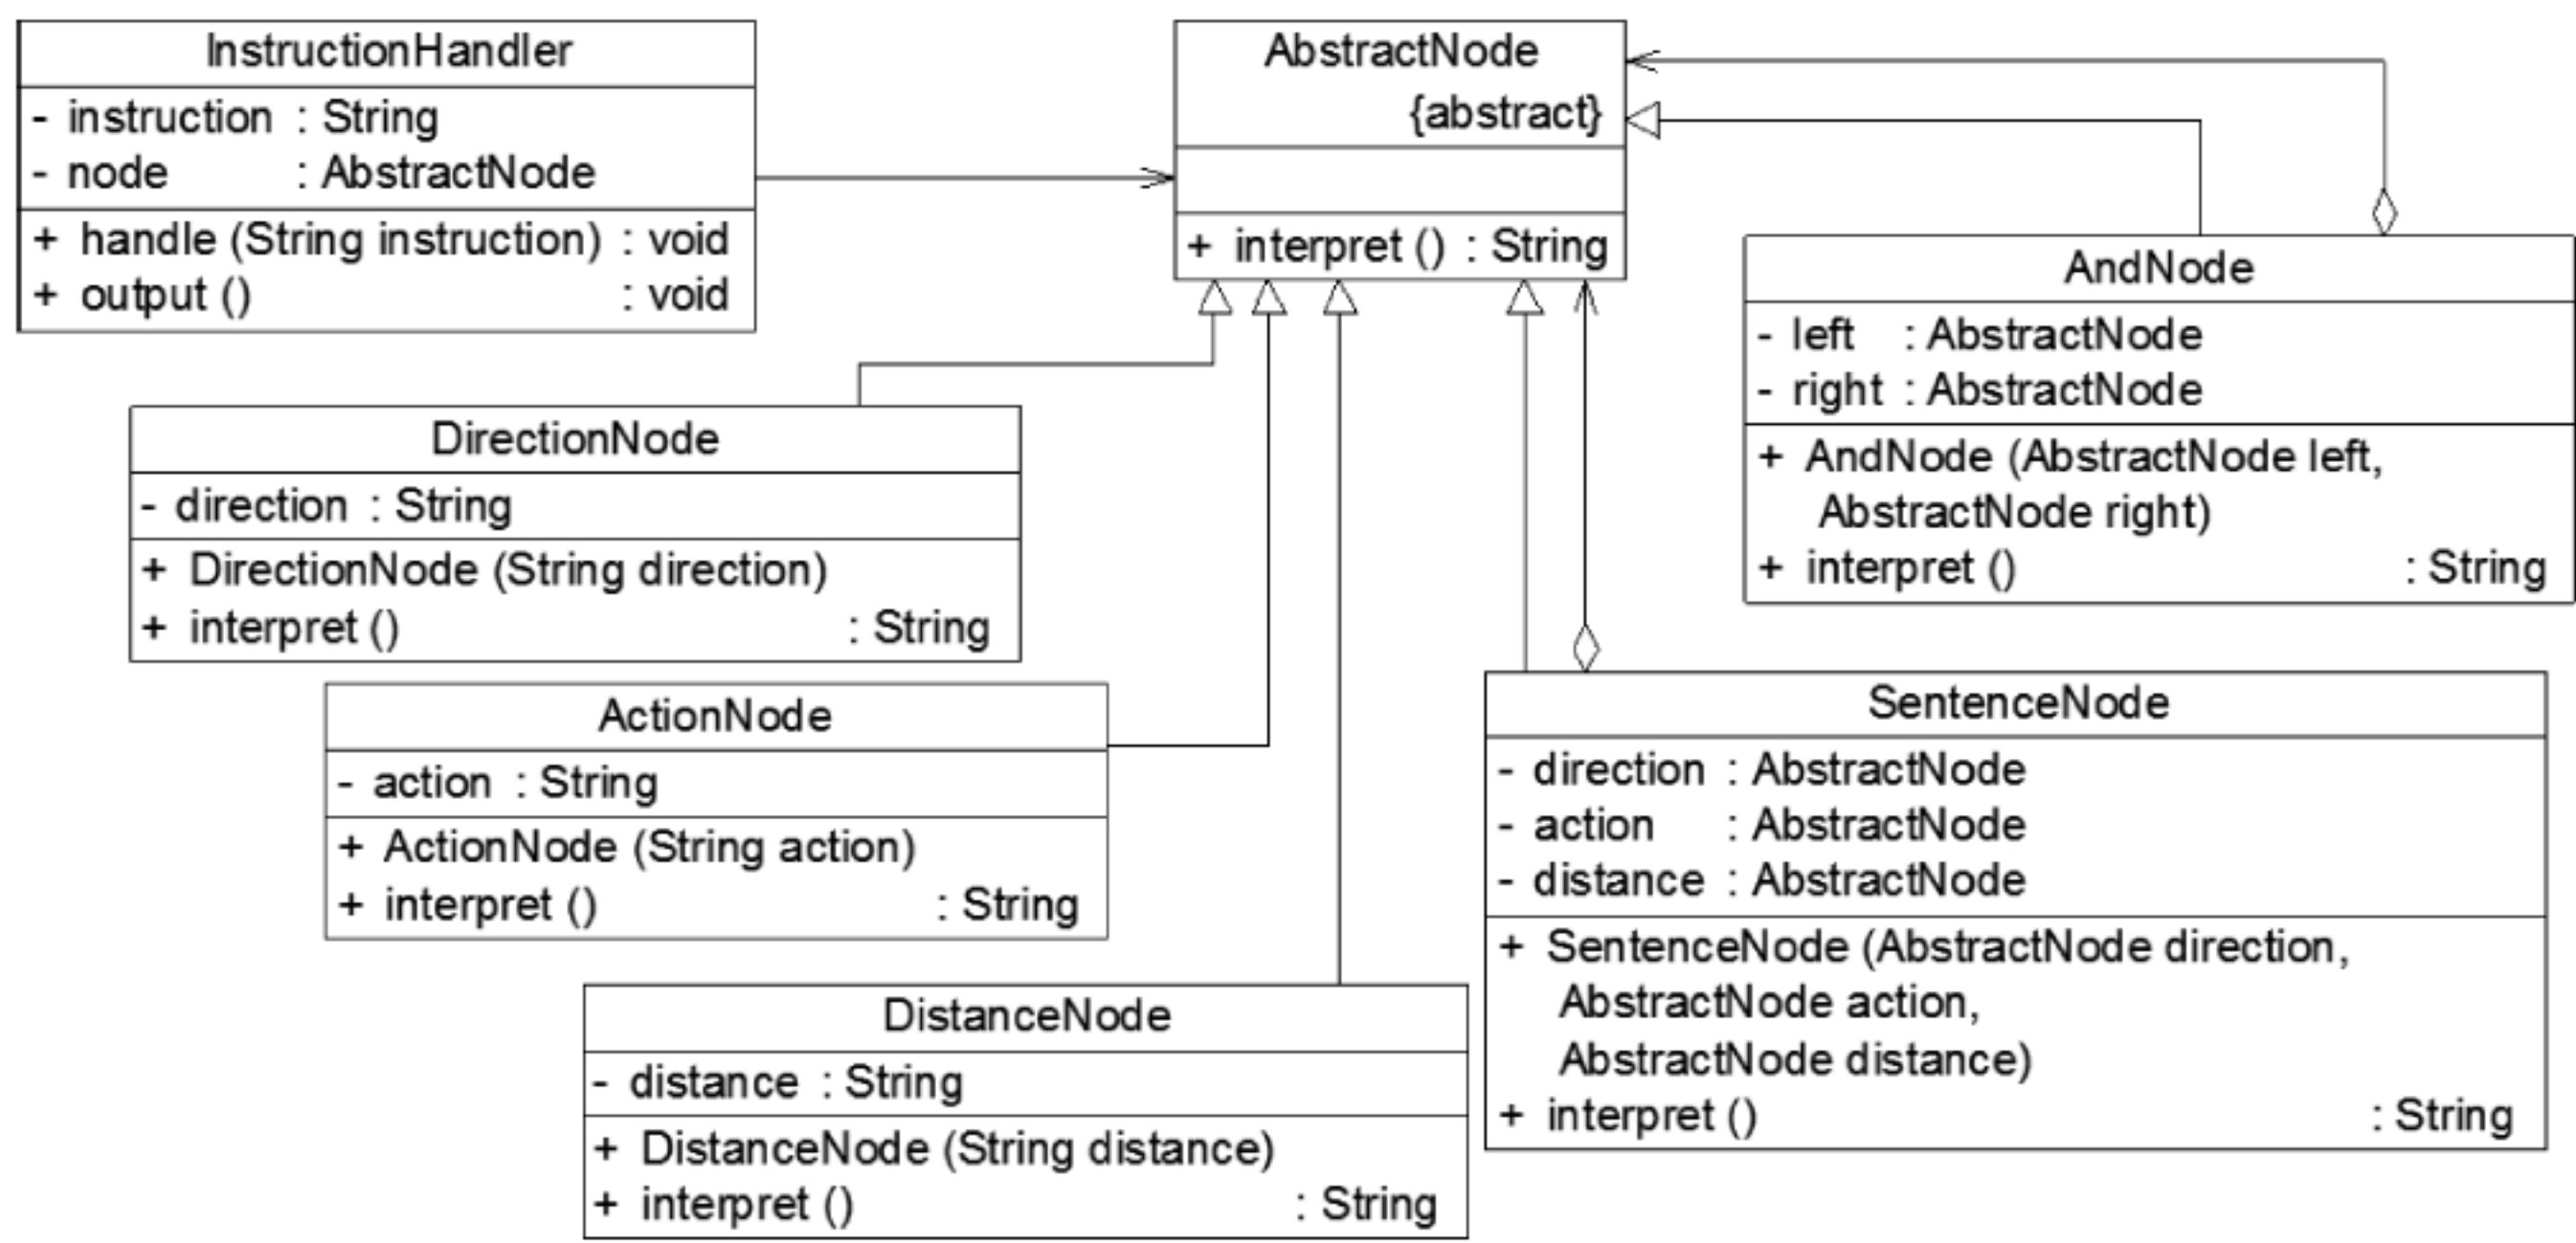 InstructionHandler
- instruction : String
- node : AbstractNode
+ handle (String instruction) : void
+ output () : void
AbstractNode
{abstract}
+ interpret () : String
AndNode
- left : AbstractNode
- right : AbstractNode
+ AndNode (AbstractNode left,
AbstractNode right)
+ interpret () : String
DirectionNode
- direction : String
+ DirectionNode (String direction)
+ interpret () : String
ActionNode
- action : String
+ ActionNode (String action)
+ interpret () : String
SentenceNode
- direction : AbstractNode
- action : AbstractNode
- distance : AbstractNode
+ SentenceNode (AbstractNode direction,
AbstractNode action,
AbstractNode distance)
+ interpret () : String
DistanceNode
- distance : String
+ DistanceNode (String distance)
+ interpret () : String